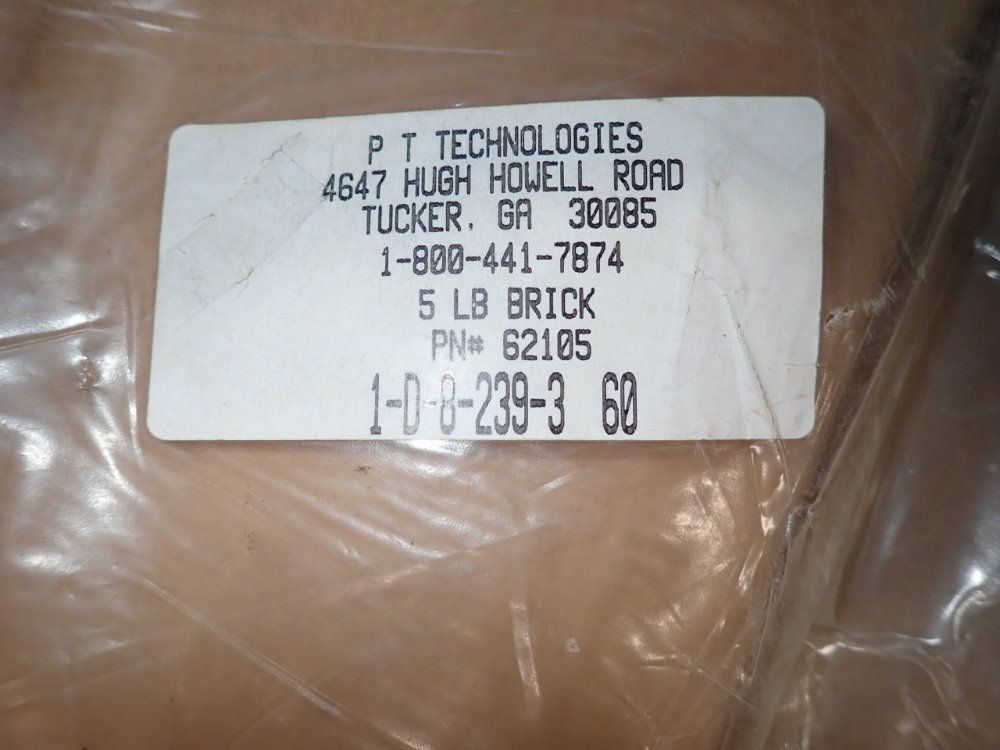 P T TECHNOLOGIES
4647 HUGH HOWELL ROAD
TUCKER, GA 30085
1-800-441-7874
5 LB BRICK
PN# 62105
1-D-8-239-3 60